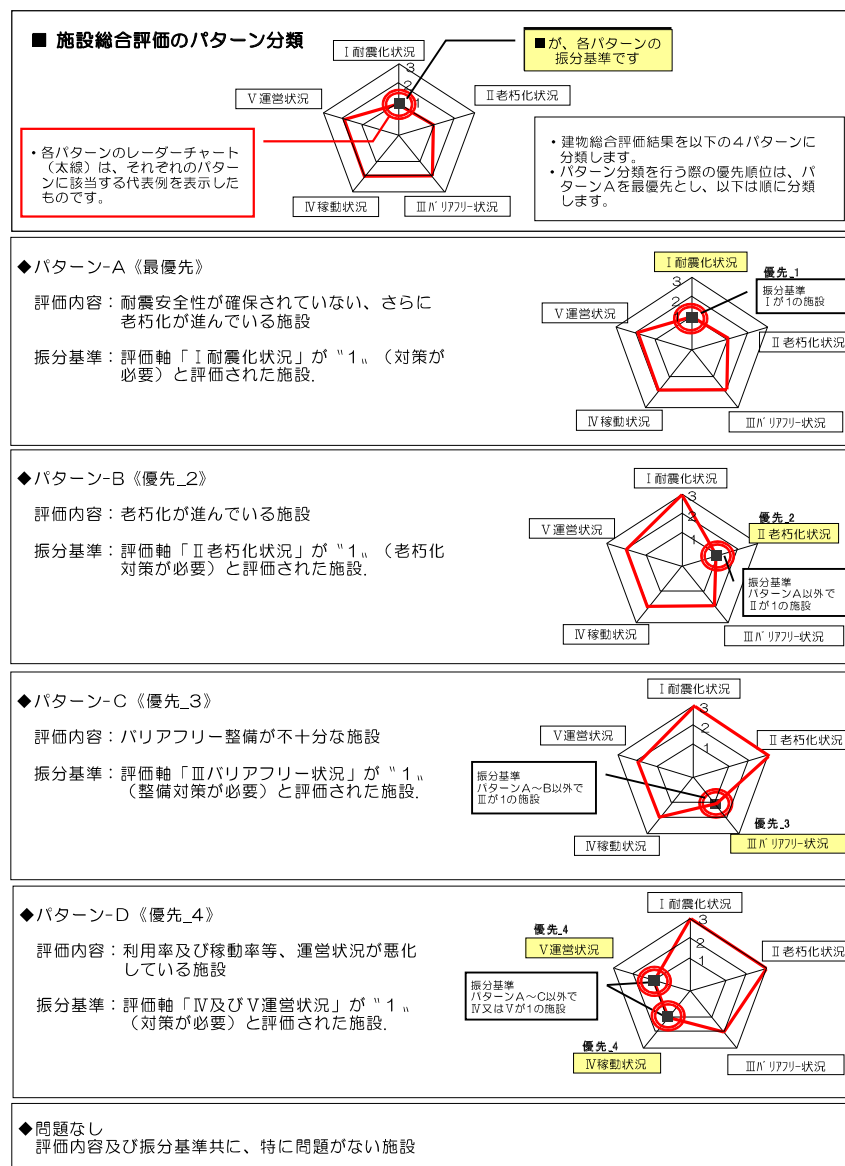 ■ 施設総合評価のパターン分類
■が、各パターンの
振分基準です
Ⅰ耐震化状況
3
2
1
Ⅴ運営状況
Ⅱ老朽化状況
・各パターンのレーダーチャート
（太線）は、それぞれのパター
ンに該当する代表例を表示した
ものです。
・建物総合評価結果を以下の４パターンに
分類します。
・パターン分類を行う際の優先順位は、パ
ターンAを最優先とし、以下は順に分類
します。
Ⅳ稼動状況
Ⅲバリアフリー状況
◆パターン-A《最優先》
評価内容：耐震安全性が確保されていない、さらに
老朽化が進んでいる施設
振分基準：評価軸「Ⅰ耐震化状況」が〝1〟（対策が
必要）と評価された施設.
Ⅰ耐震化状況
優先_1
3
2
1
振分基準
Ⅰが1の施設
Ⅴ運営状況
Ⅱ老朽化状況
Ⅳ稼動状況
Ⅲバリアフリー状況
◆パターン-B《優先_2》
評価内容：老朽化が進んでいる施設
振分基準：評価軸「Ⅱ老朽化状況」が〝1〟（老朽化
対策が必要）と評価された施設.
Ⅰ耐震化状況
3
2
1
優先_2
Ⅴ運営状況
Ⅱ老朽化状況
振分基準
パターンA以外で
Ⅱが1の施設
Ⅳ稼動状況
Ⅲバリアフリー状況
◆パターン-C《優先_3》
評価内容：バリアフリー整備が不十分な施設
振分基準：評価軸「Ⅲバリアフリー状況」が〝1〟
（整備対策が必要）と評価された施設.
Ⅰ耐震化状況
3
2
1
Ⅴ運営状況
Ⅱ老朽化状況
振分基準
パターンA～B以外で
Ⅲが1の施設
優先_3
Ⅳ稼動状況
Ⅲバリアフリー状況
◆パターン-D《優先_4》
評価内容：利用率及び稼動率等、運営状況が悪化
している施設
振分基準：評価軸「Ⅳ及びⅤ運営状況」が〝1〟
（対策が必要）と評価された施設.
Ⅰ耐震化状況
3
2
1
優先_4
Ⅴ運営状況
Ⅱ老朽化状況
振分基準
パターンA～C以外で
Ⅳ又はⅤが1の施設
優先_4
Ⅳ稼動状況
Ⅲバリアフリー状況
◆問題なし
評価内容及び振分基準共に、特に問題がない施設